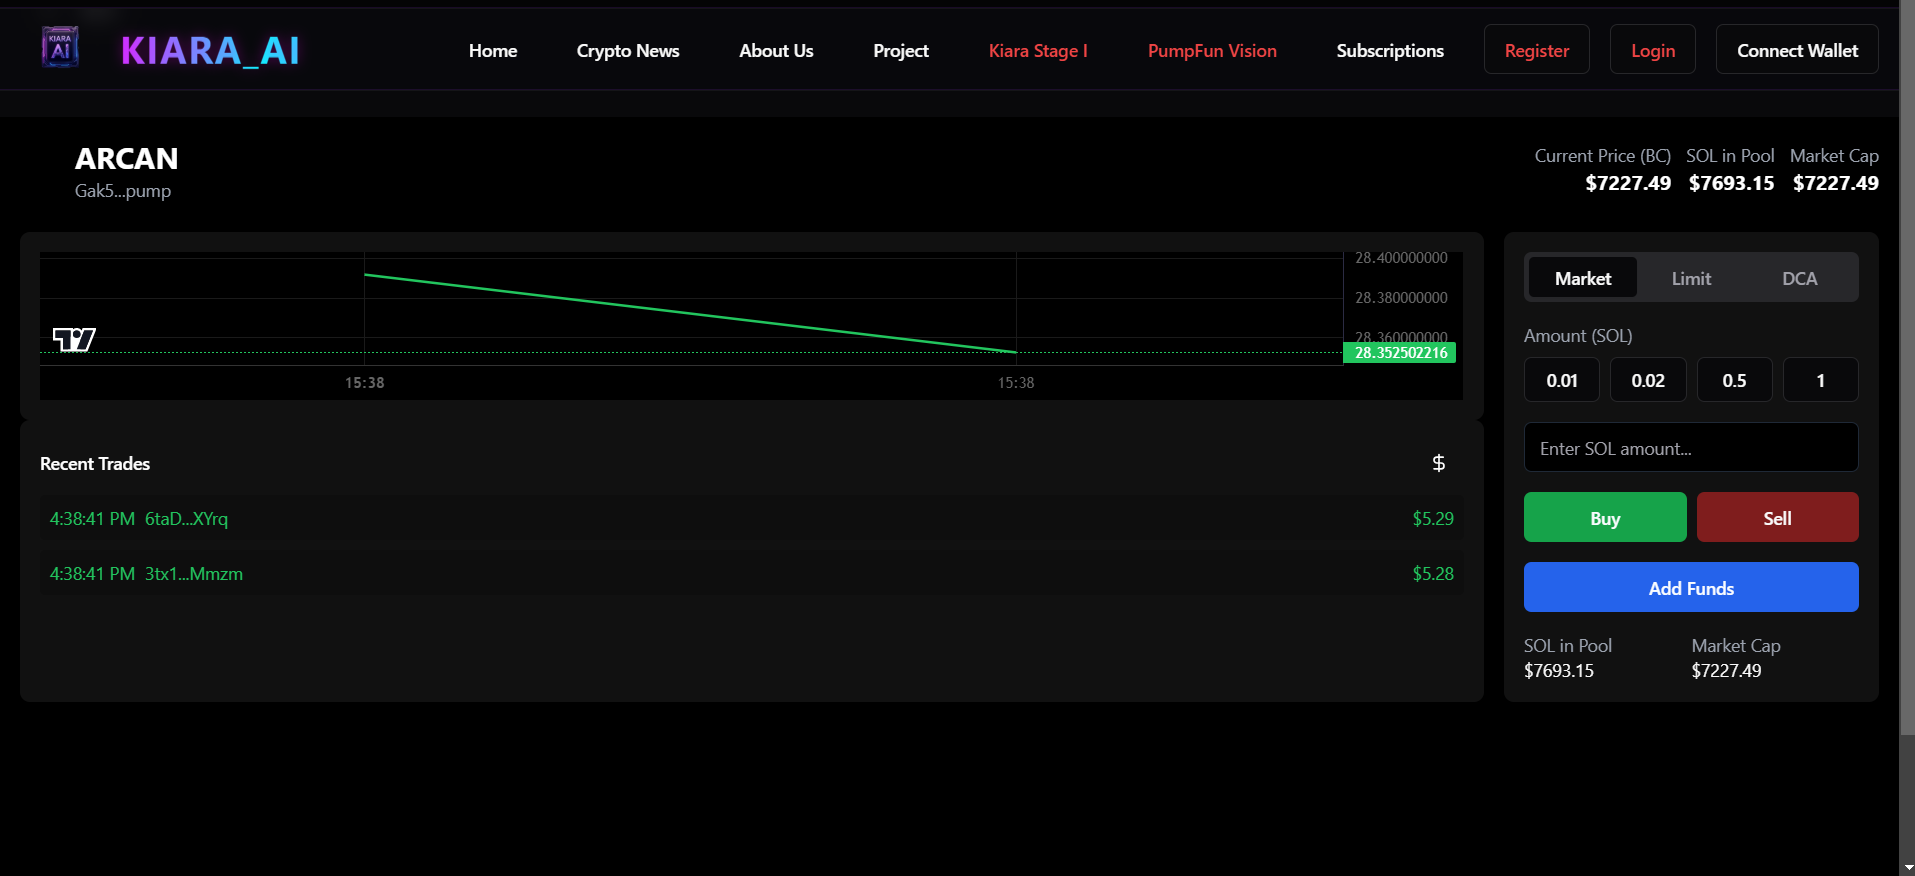 KIARA AI
KIARA_AI
Home
Crypto News
About Us
Project
Kiara Stage I
PumpFun Vision
Subscriptions
Register
Login
Connect Wallet
ARCAN
Gak5...pump
Current Price (BC)
$7227.49
SOL in Pool
$7693.15
Market Cap
$7227.49
28.400000000
28.380000000
28.360000000
28.352502216
15:38
15:38
Recent Trades
$
4:38:41 PM 6taD...XYrq $5.29
4:38:41 PM 3tx1...Mmzm $5.28
Market
Limit
DCA
Amount (SOL)
0.01
0.02
0.5
1
Enter SOL amount...
Buy
Sell
Add Funds
SOL in Pool
$7693.15
Market Cap
$7227.49